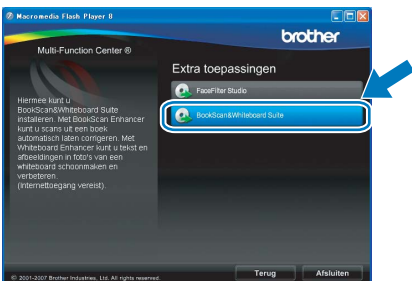 Macromedia Flash Player 8
brother
Multi-Function Center ®
Extra toepassingen
FaceFilter Studio
BookScan&Whiteboard Suite
Hiermee kunt u
BookScan&Whiteboard Suite
installeren. Met BookScan Enhancer
kunt u scans uit een boek
automatisch laten corrigeren. Met
Whiteboard Enhancer kunt u tekst en
afbeeldingen in foto's van een
whiteboard schoonmaken en
verbeteren.
(Internettoegang vereist).
© 2001-2007 Brother Industries, Ltd. All rights reserved.
Terug
Afsluiten